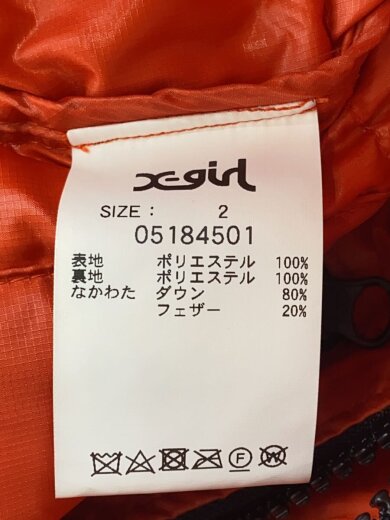 X-girl
SIZE : 2
05184501
表地 ポリエステル 100%
裏地 ポリエステル 100%
なかわた ダウン 80%
フェザー 20%
F W